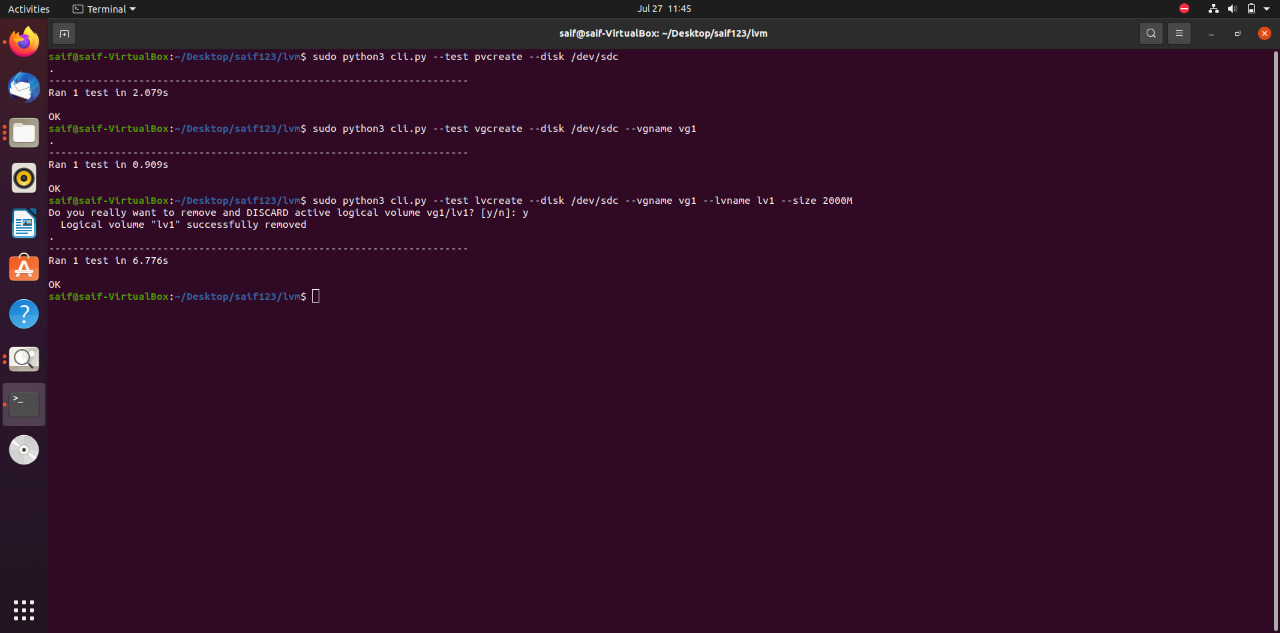 Activities Terminal Jul 27 11:45
saif@saif-VirtualBox: ~/Desktop/saif123/lvm
saif@saif-VirtualBox:~/Desktop/saif123/lvm$ sudo python3 cli.py --test pvcreate --disk /dev/sdc
.
----------------------------------------------------------------------
Ran 1 test in 2.079s
OK
saif@saif-VirtualBox:~/Desktop/saif123/lvm$ sudo python3 cli.py --test vgcreate --disk /dev/sdc --vgname vg1
.
----------------------------------------------------------------------
Ran 1 test in 0.909s
OK
saif@saif-VirtualBox:~/Desktop/saif123/lvm$ sudo python3 cli.py --test lvcreate --disk /dev/sdc --vgname vg1 --lvname lv1 --size 2000M
Do you really want to remove and DISCARD active logical volume vg1/lv1? [y/n]: y
  Logical volume "lv1" successfully removed
.
----------------------------------------------------------------------
Ran 1 test in 6.776s
OK
saif@saif-VirtualBox:~/Desktop/saif123/lvm$